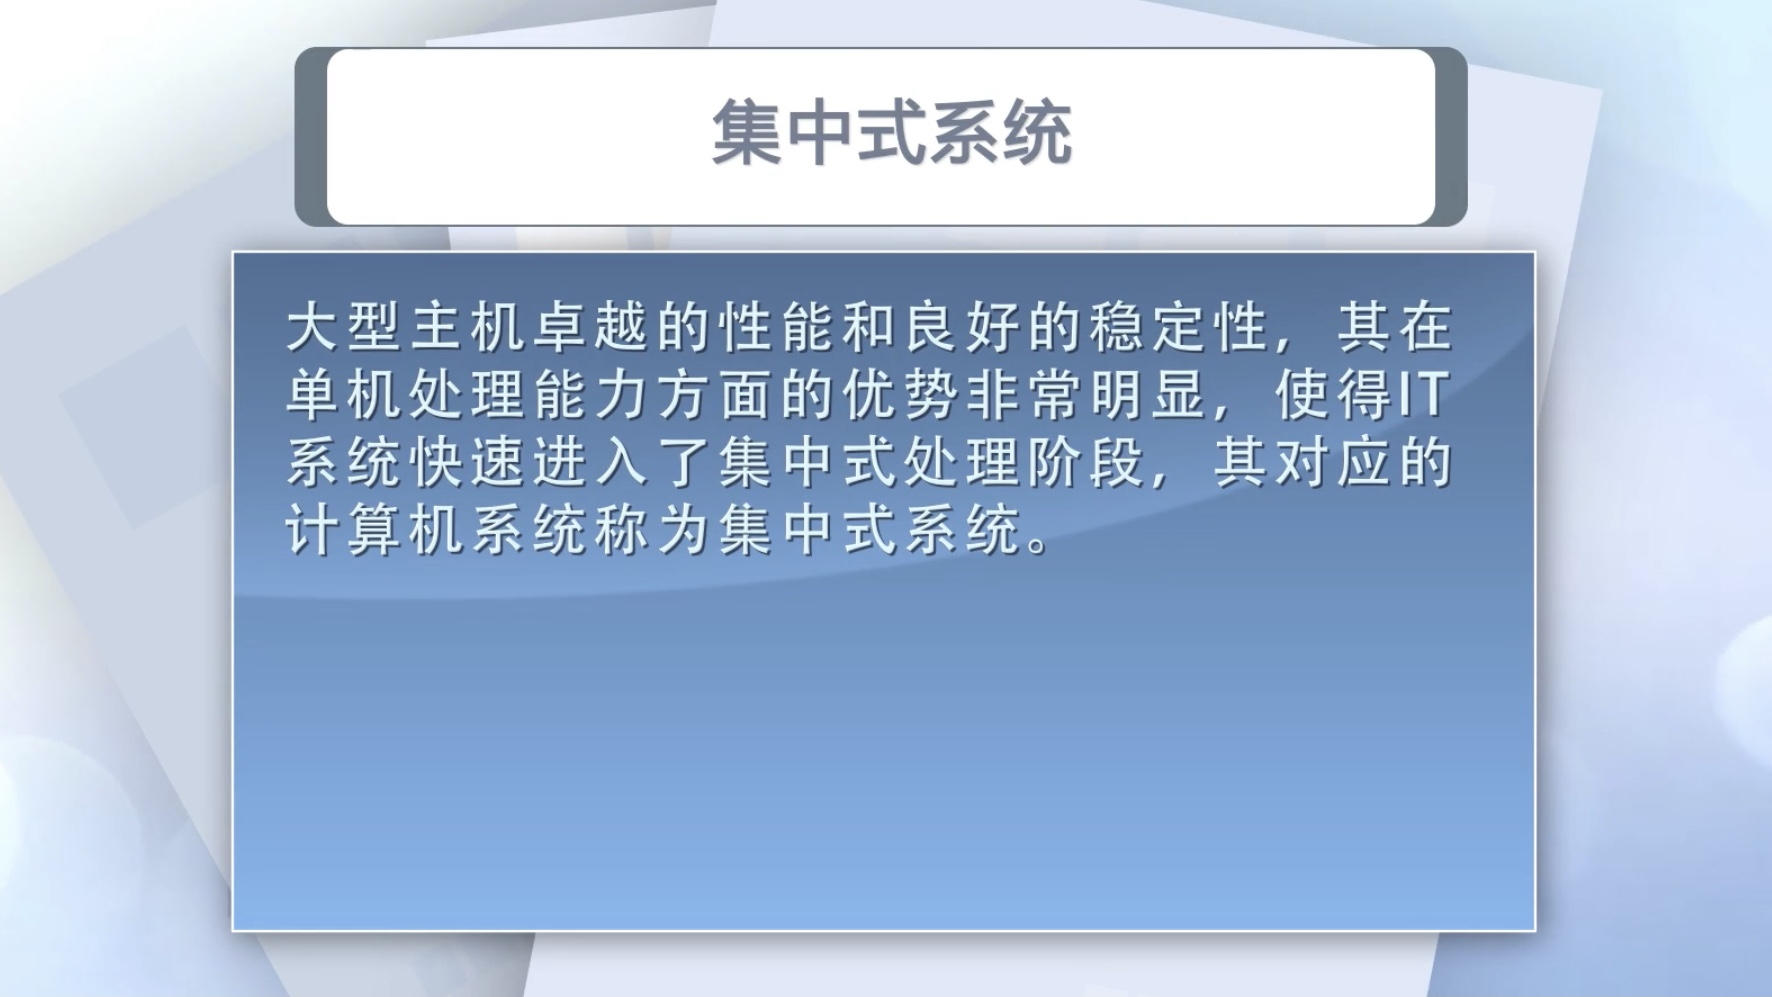 集中式系统
大型主机卓越的性能和良好的稳定性，其在
单机处理能力方面的优势非常明显，使得IT
系统快速进入了集中式处理阶段，其对应的
计算机系统称为集中式系统。